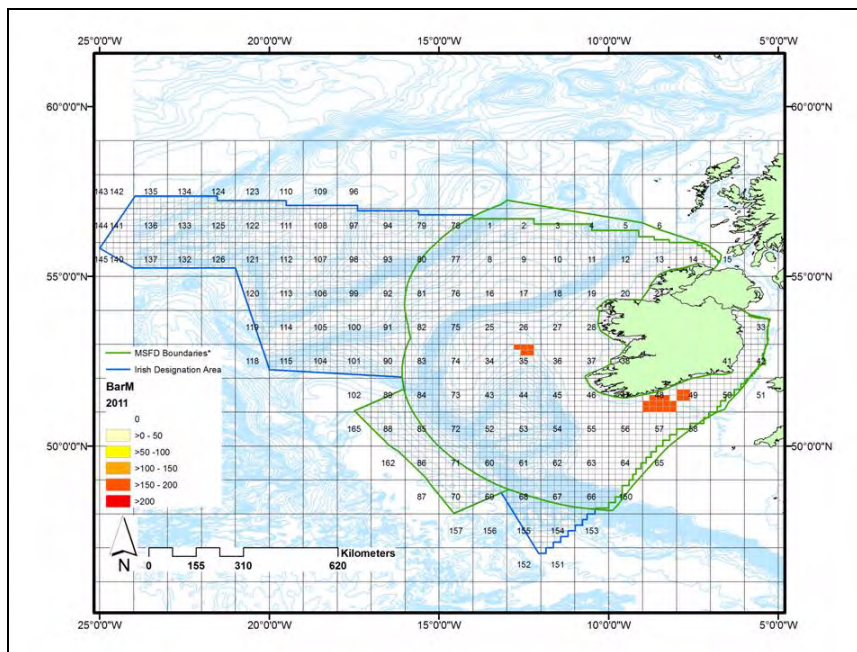 25°0'0"W 20°0'0"W 15°0'0"W 10°0'0"W 5°0'0"W
60°0'0"N 60°0'0"N
143 142 135 134 124 123 110 109 96
144 141 136 133 125 122 111 108 97 94 79 78 1 2 3 4 5 6
145 140 137 132 126 121 112 107 98 93 80 77 8 9 10 11 12 13 14 15
55°0'0"N 55°0'0"N
120 113 106 99 92 81 76 16 17 18 19 20
119 114 105 100 91 82 75 25 26 27 28 33
118 115 104 101 90 83 74 34 35 36 37 38 41 42
102 89 84 73 43 44 45 46 48 49 50 51
165 88 85 72 52 53 54 55 56 57 58
50°0'0"N 50°0'0"N
162 86 71 60 61 62 63 64 65
87 70 69 68 67 66 150
157 156 155 154 153
152 151
MSFD Boundaries*
Irish Designation Area
BarM
2011
0
>0 - 50
>50 -100
>100 - 150
>150 - 200
>200
N
Kilometers
0 155 310 620
25°0'0"W 20°0'0"W 15°0'0"W 10°0'0"W 5°0'0"W